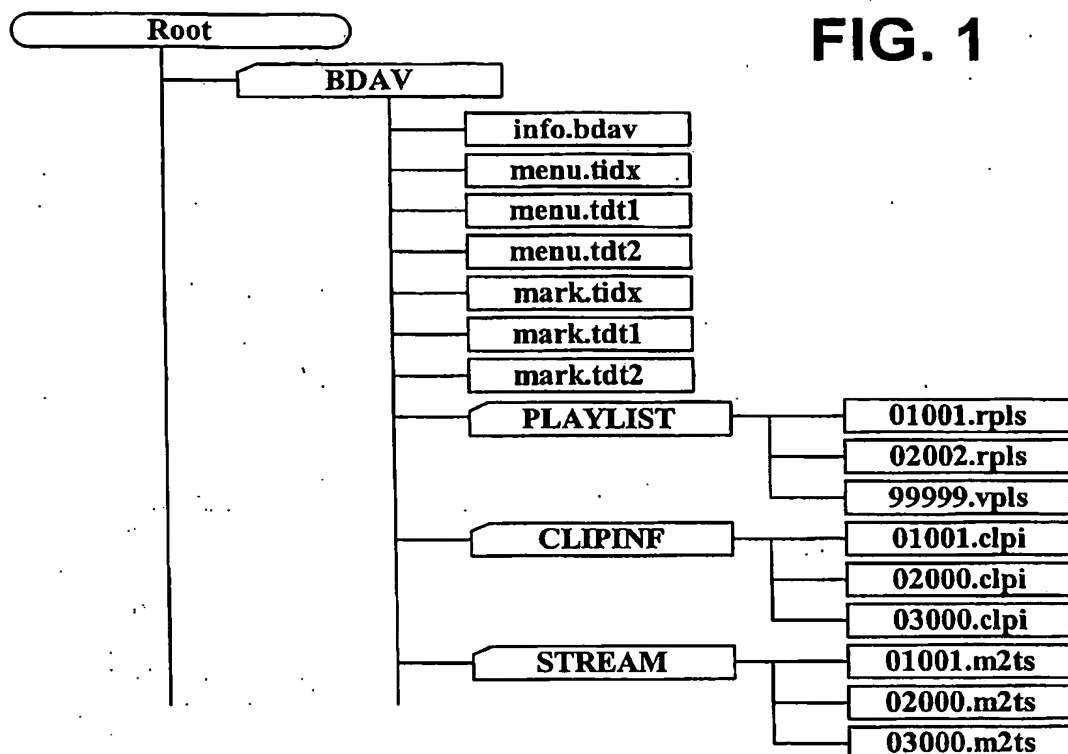 Root
FIG. 1
BDAV
info.bdav
menu.tidx
menu.tdt1
menu.tdt2
mark.tidx
mark.tdt1
mark.tdt2
PLAYLIST
01001.rpls
02002.rpls
99999.vpls
CLIPINF
01001.clpi
02000.clpi
03000.clpi
STREAM
01001.m2ts
02000.m2ts
03000.m2ts